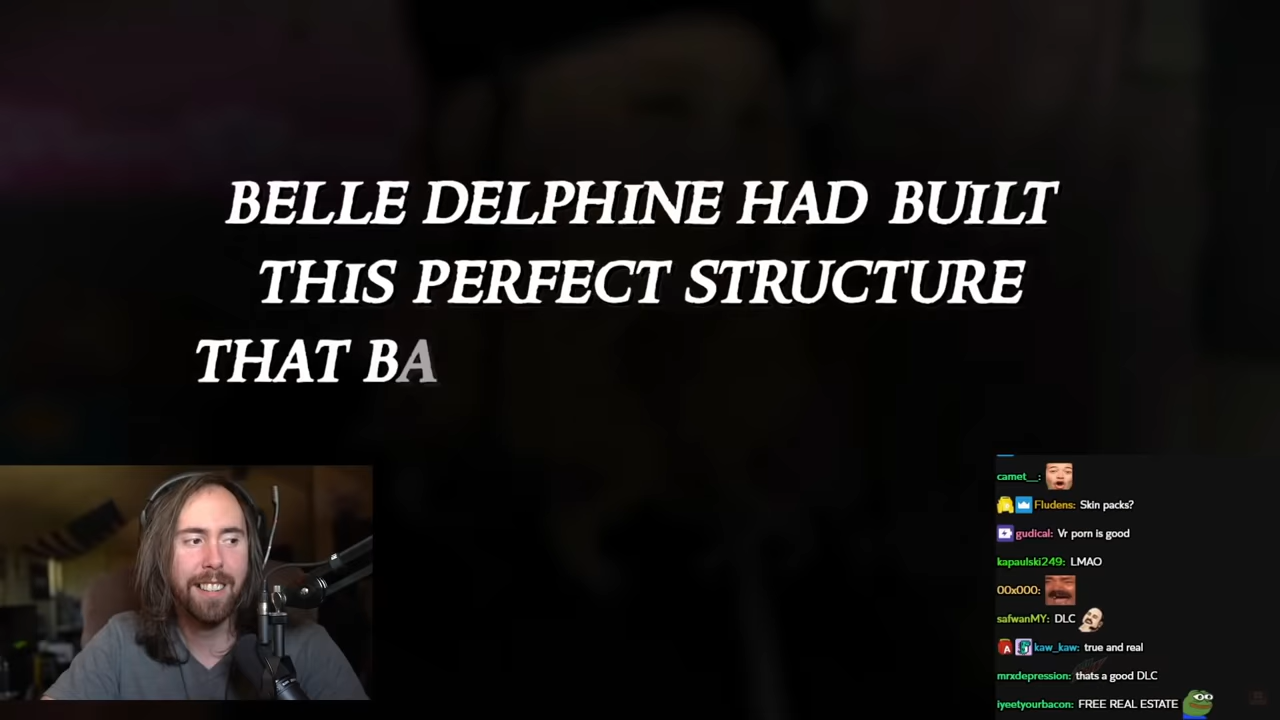 BELLE DELPHINE HAD BUILT
THIS PERFECT STRUCTURE
THAT BA
camet__:
Fludens: Skin packs?
gudical: Vr porn is good
kapaulski249: LMAO
00x000:
safwanMY: DLC
kaw_kaw: true and real
mrxdepression: thats a good DLC
iyeetyourbacon: FREE REAL ESTATE